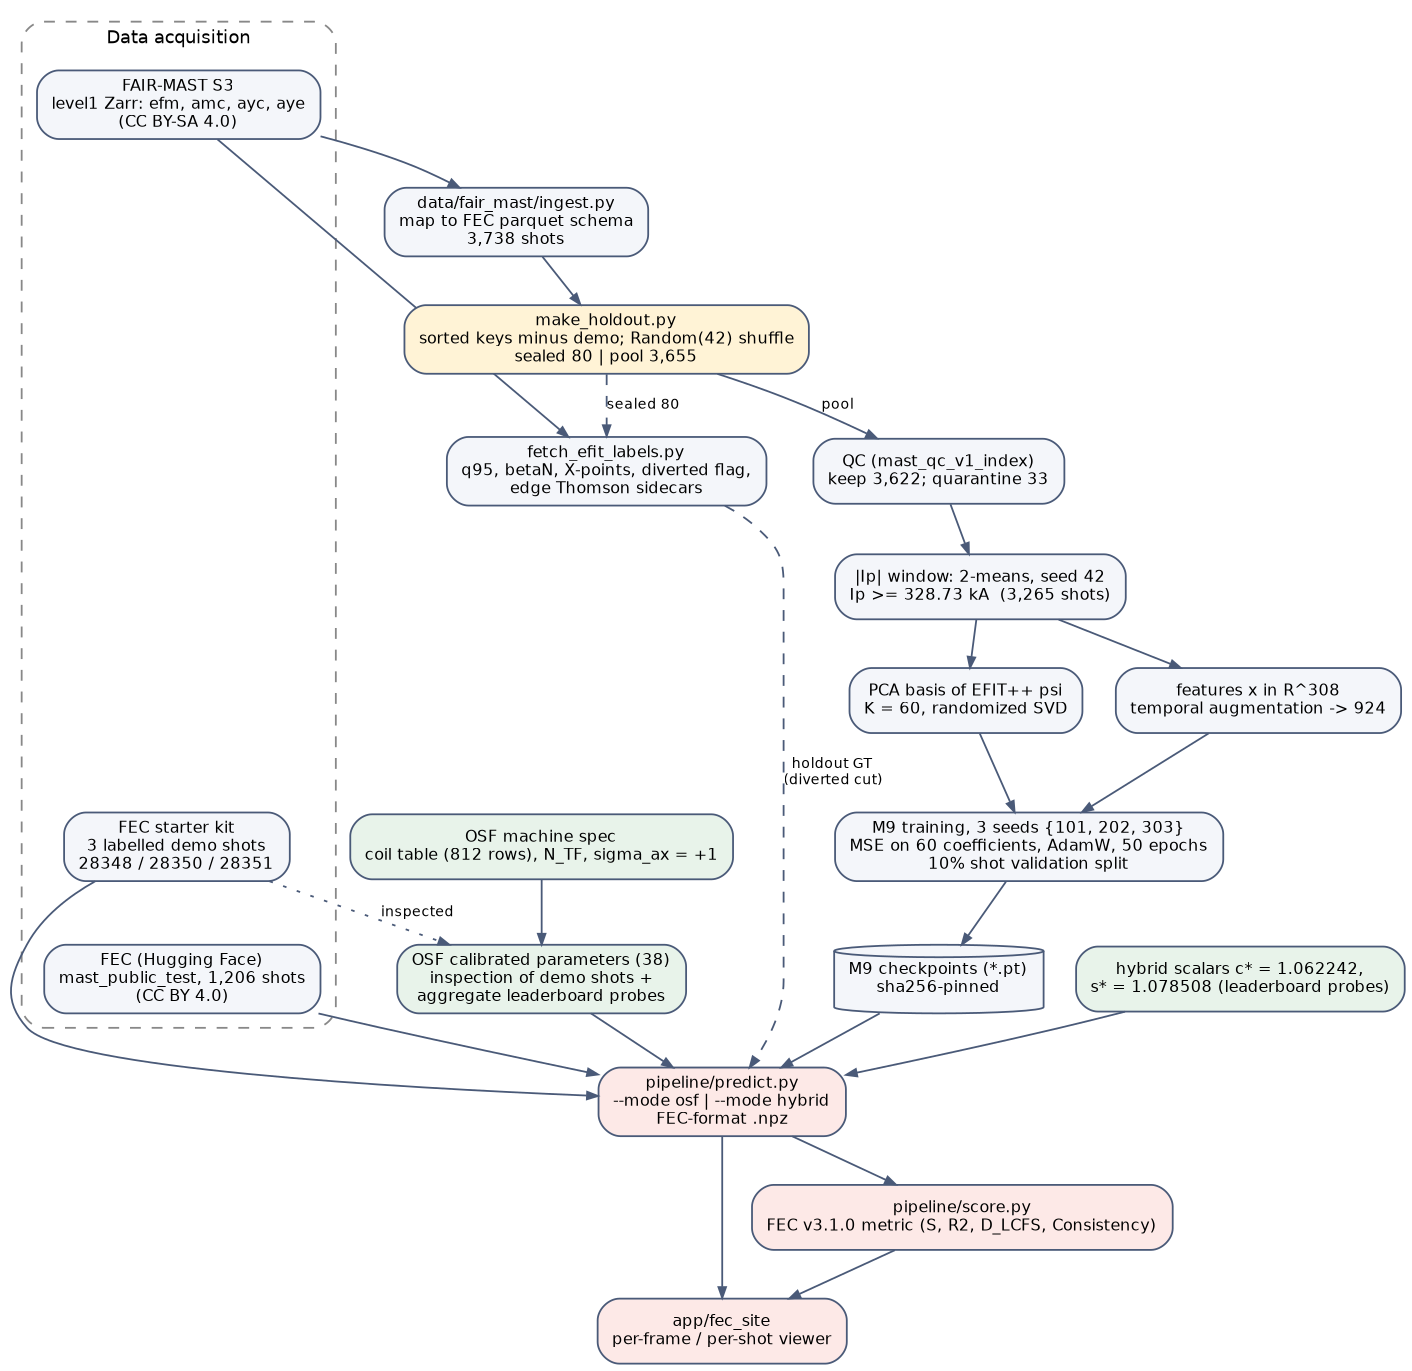 Data acquisition
FAIR-MAST S3
level1 Zarr: efm, amc, ayc, aye
(CC BY-SA 4.0)
data/fair_mast/ingest.py
map to FEC parquet schema
3,738 shots
make_holdout.py
sorted keys minus demo; Random(42) shuffle
sealed 80 | pool 3,655
sealed 80
pool
fetch_efit_labels.py
q95, betaN, X-points, diverted flag,
edge Thomson sidecars
QC (mast_qc_v1_index)
keep 3,622; quarantine 33
|Ip| window: 2-means, seed 42
Ip >= 328.73 kA  (3,265 shots)
PCA basis of EFIT++ psi
K = 60, randomized SVD
features x in R^308
temporal augmentation -> 924
holdout GT
(diverted cut)
FEC starter kit
3 labelled demo shots
28348 / 28350 / 28351
OSF machine spec
coil table (812 rows), N_TF, sigma_ax = +1
M9 training, 3 seeds {101, 202, 303}
MSE on 60 coefficients, AdamW, 50 epochs
10% shot validation split
inspected
FEC (Hugging Face)
mast_public_test, 1,206 shots
(CC BY 4.0)
OSF calibrated parameters (38)
inspection of demo shots +
aggregate leaderboard probes
M9 checkpoints (*.pt)
sha256-pinned
hybrid scalars c* = 1.062242,
s* = 1.078508 (leaderboard probes)
pipeline/predict.py
--mode osf | --mode hybrid
FEC-format .npz
pipeline/score.py
FEC v3.1.0 metric (S, R2, D_LCFS, Consistency)
app/fec_site
per-frame / per-shot viewer